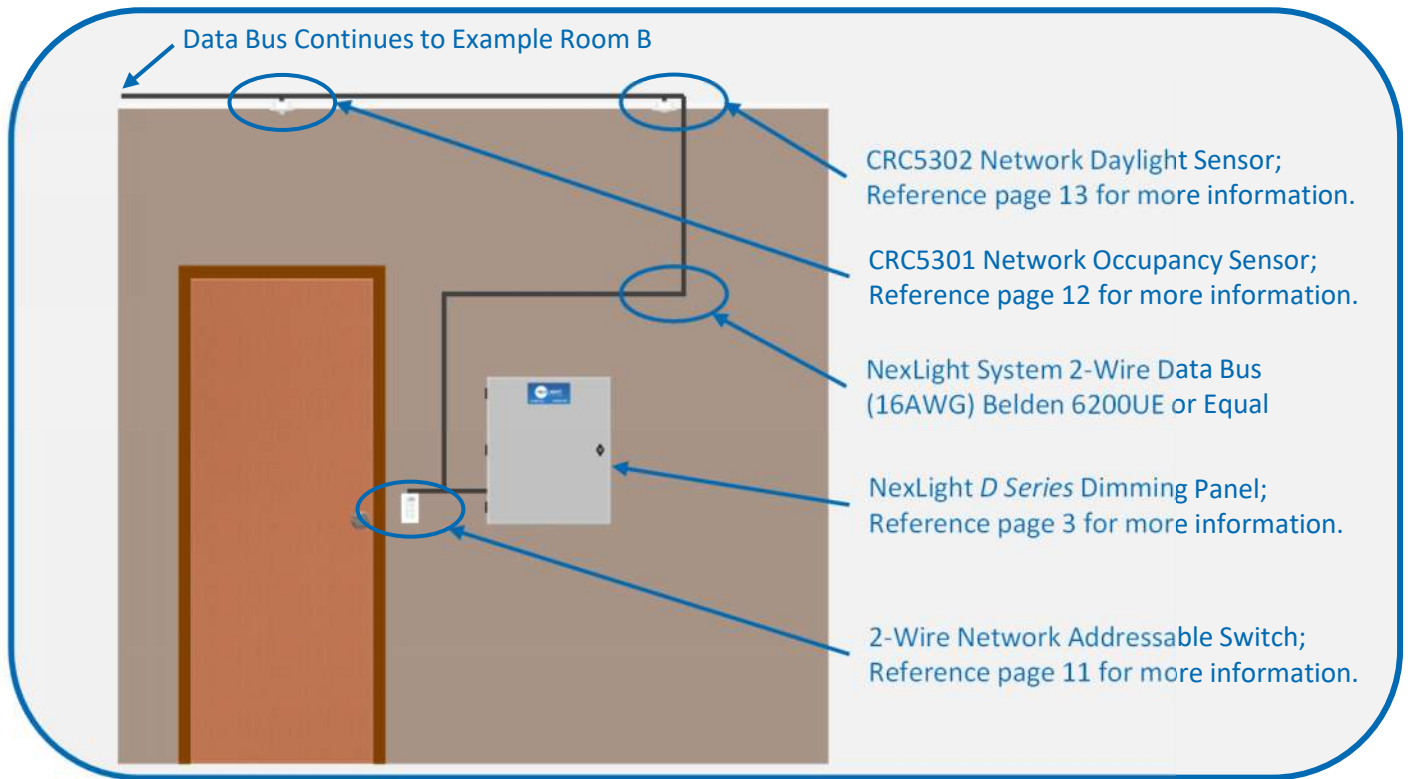 Data Bus Continues to Example Room B
CRC5302 Network Daylight Sensor;
Reference page 13 for more information.
CRC5301 Network Occupancy Sensor;
Reference page 12 for more information.
NexLight System 2-Wire Data Bus
(16AWG) Belden 6200UE or Equal
NexLight D Series Dimming Panel;
Reference page 3 for more information.
2-Wire Network Addressable Switch;
Reference page 11 for more information.